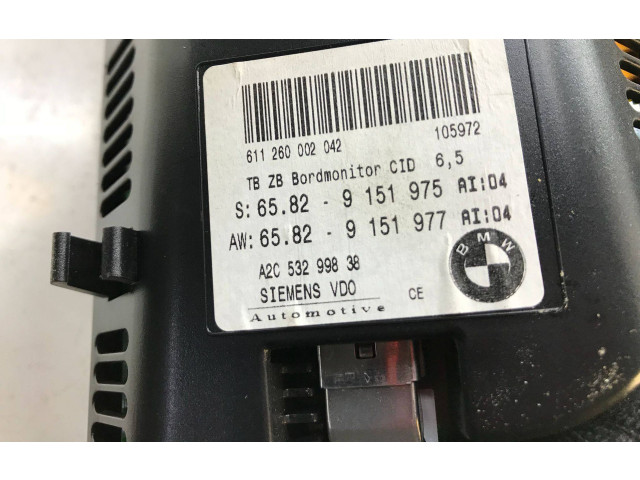 611 260 002 042 105972
TB ZB Bordmonitor CID 6,5
S: 65.82 - 9 151 975 AI:04
AW: 65.82 - 9 151 977 AI:04
A2C 532 998 38
SIEMENS VDO CE
Automotive
BMW